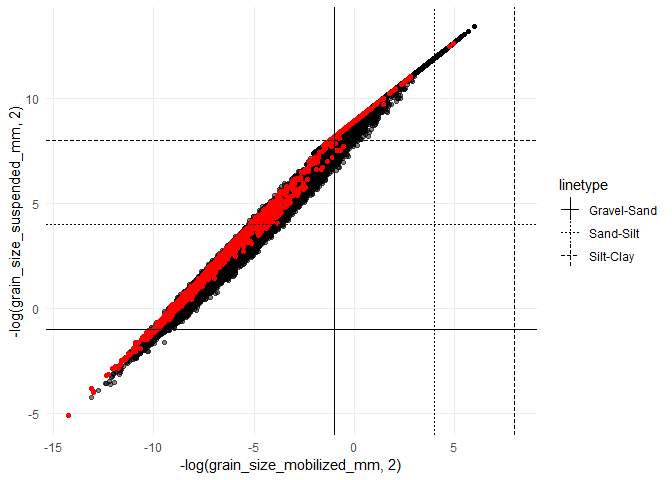 10
5
0
-5
-log(grain_size_suspended_mm, 2)
-15
-10
-5
0
5
-log(grain_size_mobilized_mm, 2)
linetype
Gravel-Sand
Sand-Silt
Silt-Clay